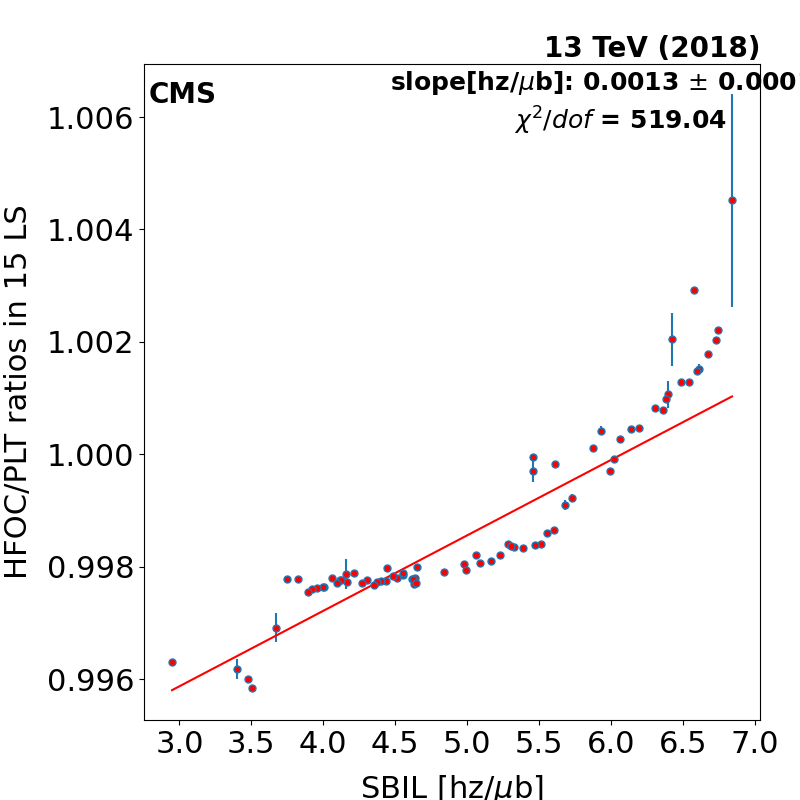 13 TeV (2018)
CMS
slope[hz/μb]: 0.0013 ± 0.000
χ²/dof = 519.04
HFOC/PLT ratios in 15 LS
1.006
1.004
1.002
1.000
0.998
0.996
3.0 3.5 4.0 4.5 5.0 5.5 6.0 6.5 7.0
SBIL [hz/μb]